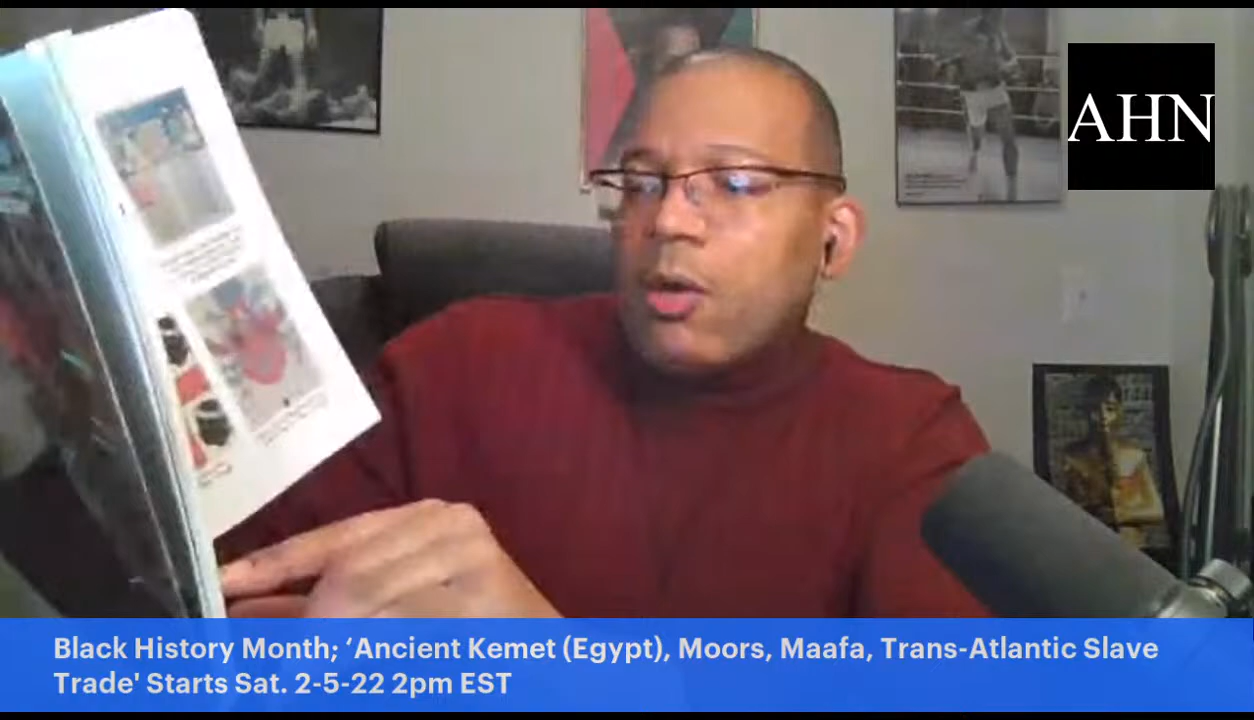 AHN
Black History Month; ‘Ancient Kemet (Egypt), Moors, Maafa, Trans-Atlantic Slave
Trade' Starts Sat. 2-5-22 2pm EST